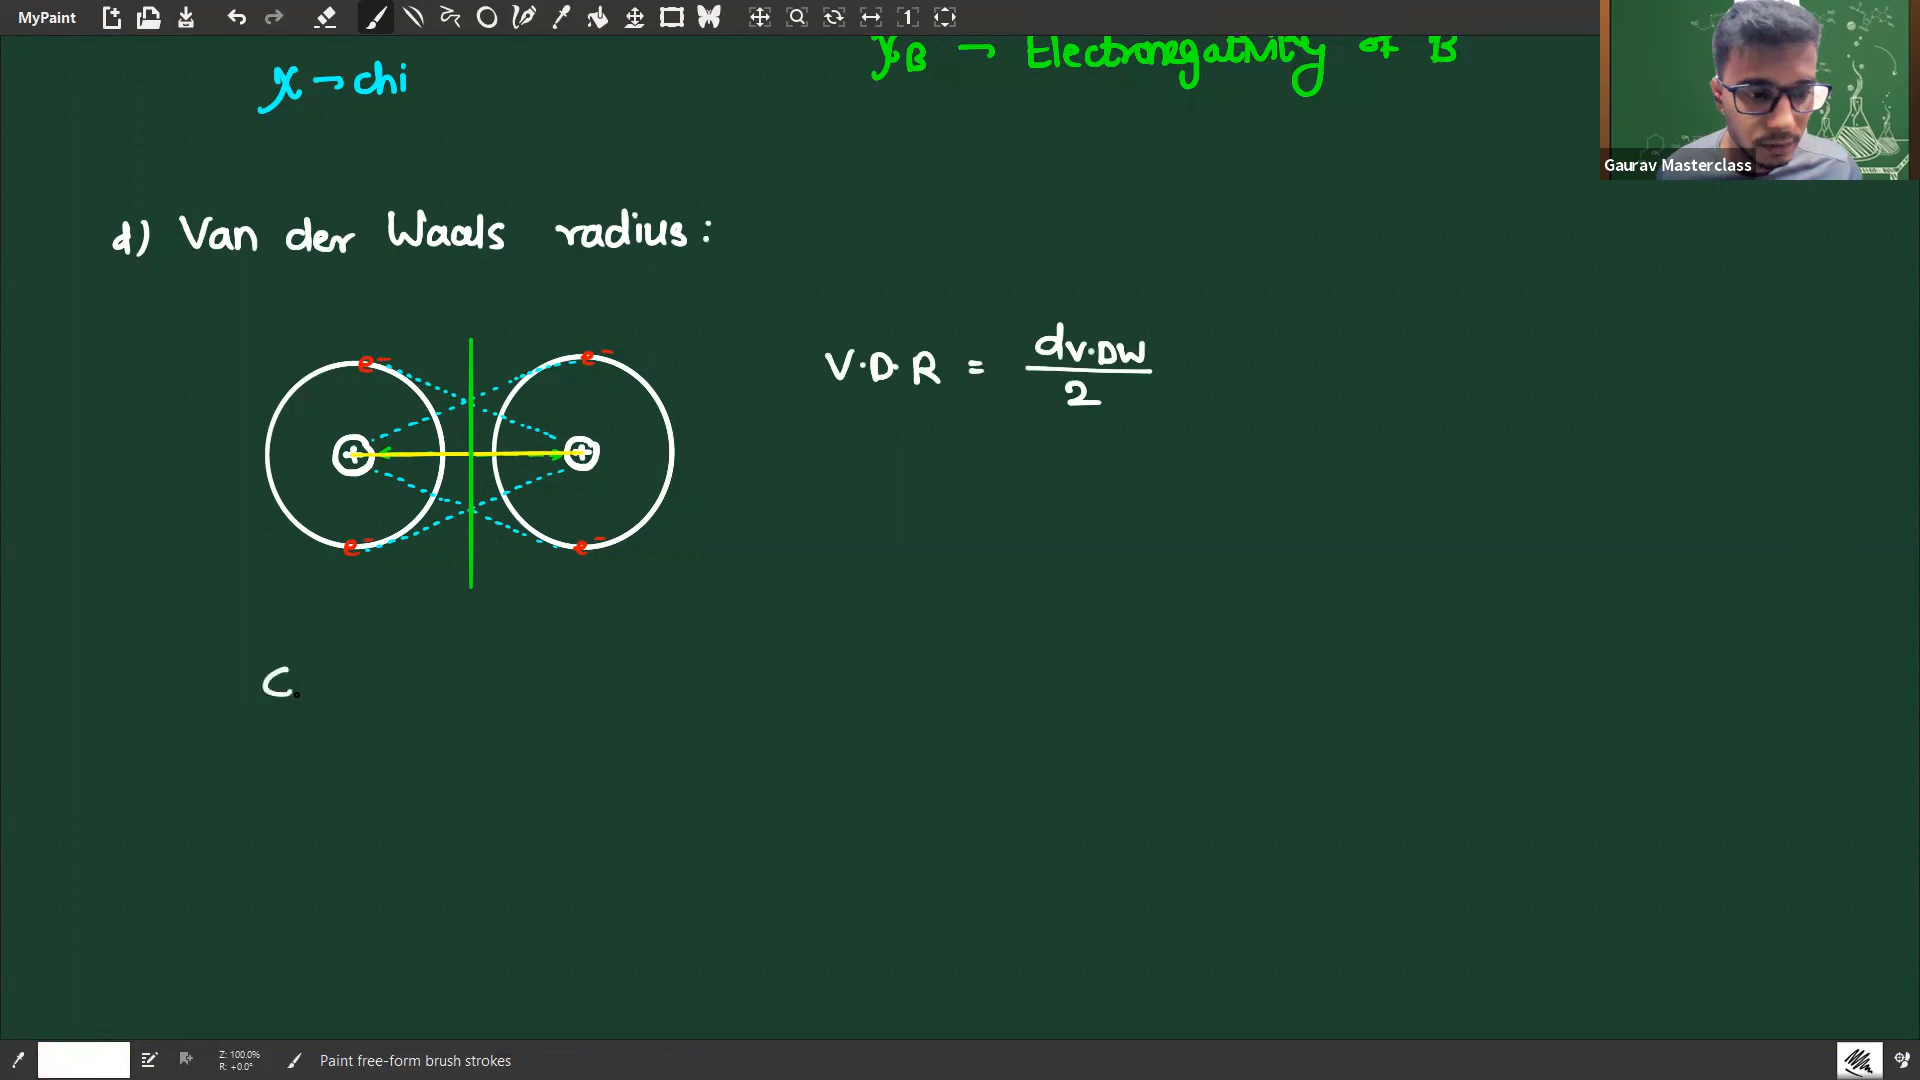 MyPaint
χB → Electronegativity of B
χ → chi
Gaurav Masterclass
d) Van der Waals radius:
e⁻ e⁻
V.D.R = dV.DW / 2
+ +
e⁻ e⁻
C
Z: 100.0%
R: +0.0°
Paint free-form brush strokes